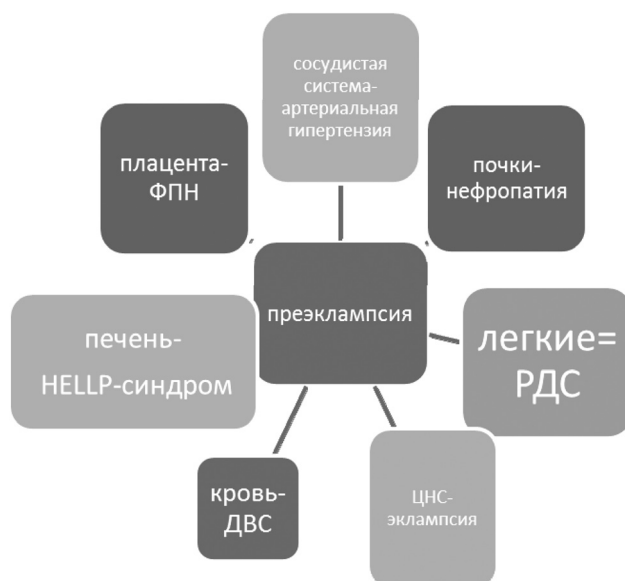 сосудистая
система-
артериальная
гипертензия
плацента-
ФПН
почки-
нефропатия
преэклампсия
печень-
HELLP-синдром
легкие=
РДС
кровь-
ДВС
ЦНС-
эклампсия